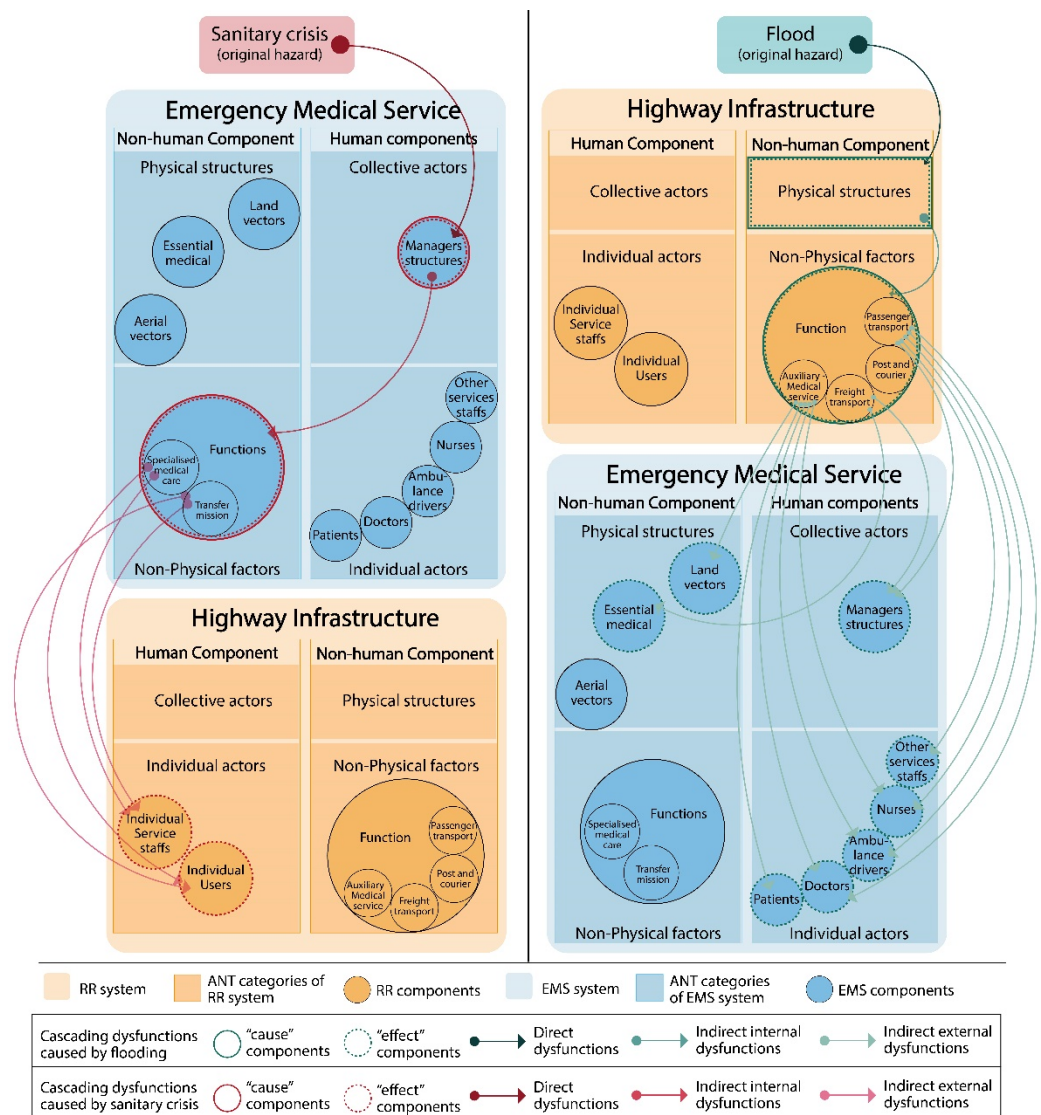 Sanitary crisis
(original hazard)
Emergency Medical Service
Non-human Component
Human components
Physical structures
Collective actors
Land
vectors
Essential
medical
Managers
structures
Aerial
vectors
Other
services
staffs
Functions
Nurses
Specialised
medical
care
Ambu-
lance
drivers
Transfer
mission
Doctors
Patients
Non-Physical factors
Individual actors
Highway Infrastructure
Human Component
Non-human Component
Collective actors
Physical structures
Individual actors
Non-Physical factors
Individual
Service
staffs
Function
Passenger
transport
Individual
Users
Post and
courier
Auxiliary
Medical
service
Freight
transport
Flood
(original hazard)
Highway Infrastructure
Human Component
Non-human Component
Collective actors
Physical structures
Individual actors
Non-Physical factors
Individual
Service
staffs
Function
Passenger
transport
Individual
Users
Post and
courier
Auxiliary -
Medical
service
Freight
transport
Emergency Medical Service
Non-human Component
Human components
Physical structures
Collective actors
Land
vectors
Essential
medical
Managers
structures
Aerial
vectors
Other
services
staffs
Functions
Nurses
Specialised
medical
care
Ambu-
lance
drivers
Transfer
mission
Doctors
Patients
Non-Physical factors
Individual actors
RR system
ANT categories of
RR system
RR components
EMS system
ANT categories
of EMS system
EMS components
Cascading dysfunctions
caused by flooding
"cause"
components
"effect"
components
Direct
dysfunctions
Indirect internal
dysfunctions
Indirect external
dysfunctions
Cascading dysfunctions
caused by sanitary crisis
"cause"
components
"effect"
components
Direct
dysfunctions
Indirect internal
dysfunctions
Indirect external
dysfunctions